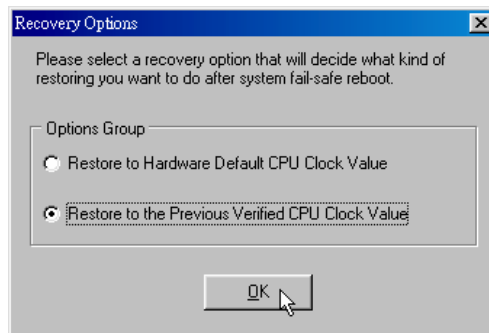 Recovery Options
Please select a recovery option that will decide what kind of
restoring you want to do after system fail-safe reboot.
Options Group
Restore to Hardware Default CPU Clock Value
Restore to the Previous Verified CPU Clock Value
OK